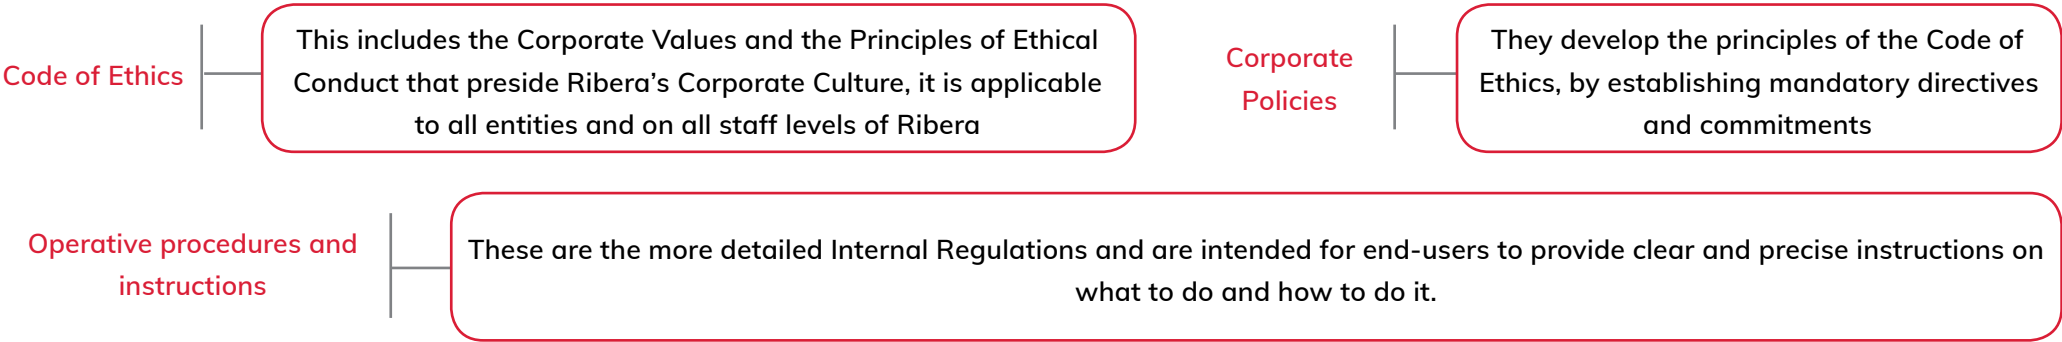 Code of Ethics
This includes the Corporate Values and the Principles of Ethical
Conduct that preside Ribera’s Corporate Culture, it is applicable
to all entities and on all staff levels of Ribera
Corporate
Policies
They develop the principles of the Code of
Ethics, by establishing mandatory directives
and commitments
Operative procedures and
instructions
These are the more detailed Internal Regulations and are intended for end-users to provide clear and precise instructions on
what to do and how to do it.